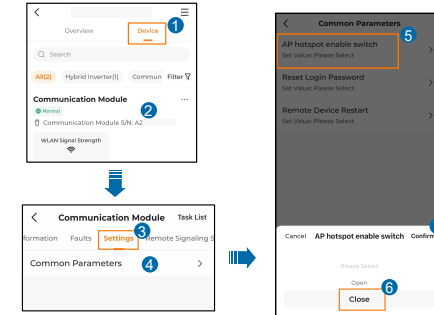 Overview Device 1
Search
All(2) Hybrid Inverter(1) Commun Filter
Communication Module ...
Normal 2
Communication Module S/N: A2
WLAN Signal Strength
Communication Module Task List
formation Faults Settings 3 Remote Signaling S
Common Parameters 4
Common Parameters
AP hotspot enable switch 5
Set Value: Please Select
Reset Login Password
Set Value: Please Select
Remote Device Restart
Set Value: Please Select
Cancel AP hotspot enable switch Confirm
Please Select
Open
Close 6